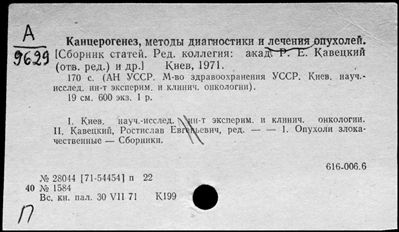 А
9629
Канцерогенез, методы диагностики и лечения опухолей.
[Сборник статей. Ред. коллегия: акад. Р. Е. Кавецкий
(отв. ред.) и др.] Киев, 1971.
170 с. (АН УССР. М-во здравоохранения УССР. Киев. науч.-
исслед. ин-т эксперим. и клинич. онкологии).
19 см. 600 экз. 1 р.
I. Киев. науч.-исслед. ин-т эксперим. и клинич. онкологии.
II. Кавецкий, Ростислав Евгеньевич, ред. — — 1. Опухоли злока-
чественные — Сборники.
616-006.6
№ 28044 [71-54454] п 22
40 № 1584
Вс. кн. пал. 30 VII 71 К199
П